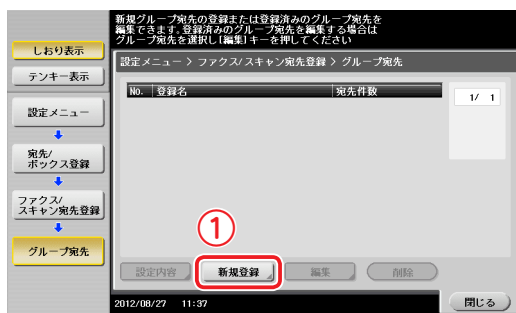 新規グループ宛先の登録または登録済みのグループ宛先を
編集できます。登録済みのグループ宛先を編集する場合は
グループ宛先を選択し[編集]キーを押してください
しおり表示
テンキー表示
設定メニュー
宛先/
ボックス登録
ファクス/
スキャン宛先登録
グループ宛先
設定メニュー > ファクス/スキャン宛先登録 > グループ宛先
No. 登録名 宛先件数
1/ 1
①
設定内容 新規登録 編集 削除
2012/08/27 11:37
閉じる